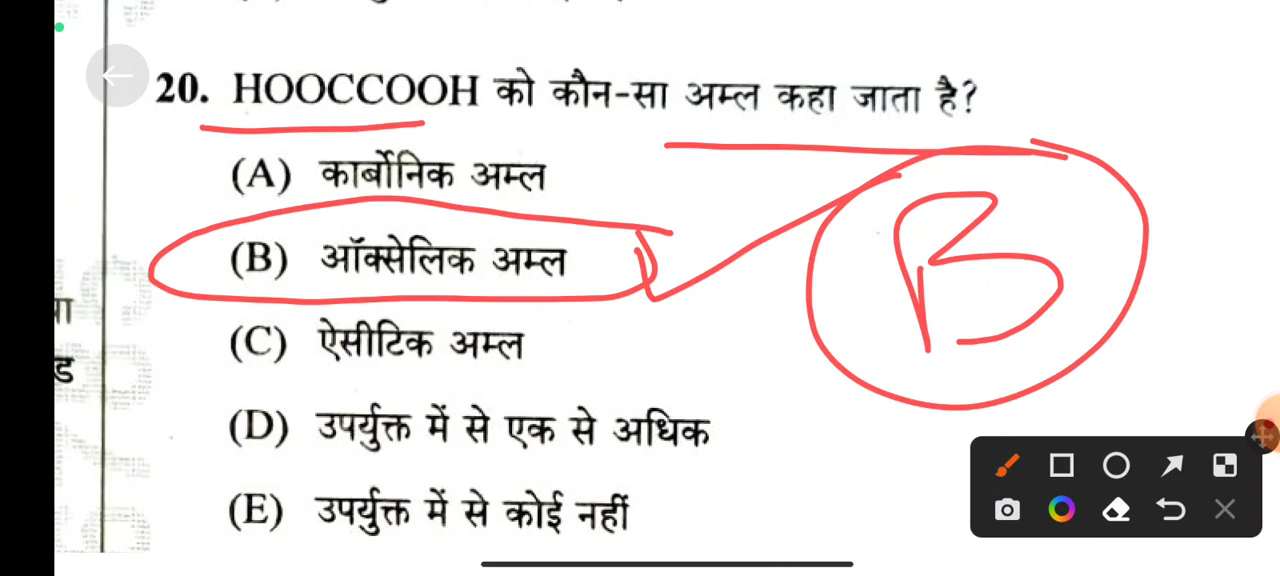 20. HOOCCOOH को कौन-सा अम्ल कहा जाता है?
(A) कार्बोनिक अम्ल
(B) ऑक्सेलिक अम्ल
B
(C) ऐसीटिक अम्ल
(D) उपर्युक्त में से एक से अधिक
(E) उपर्युक्त में से कोई नहीं